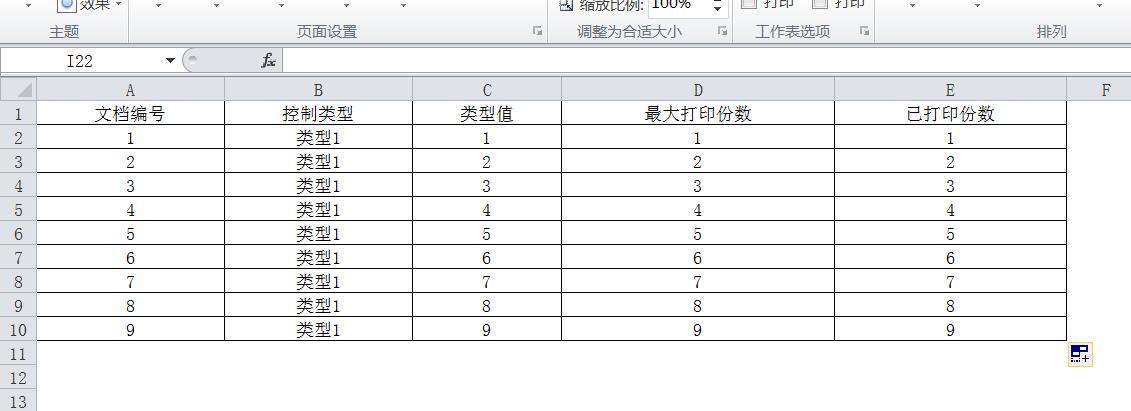 效果 缩放比例: 100% 打印 打印
主题 页面设置 调整为合适大小 工作表选项 排列
I22 fx
A B C D E F
1 文档编号 控制类型 类型值 最大打印份数 已打印份数
2 1 类型1 1 1 1
3 2 类型1 2 2 2
4 3 类型1 3 3 3
5 4 类型1 4 4 4
6 5 类型1 5 5 5
7 6 类型1 6 6 6
8 7 类型1 7 7 7
9 8 类型1 8 8 8
10 9 类型1 9 9 9
11
12
13